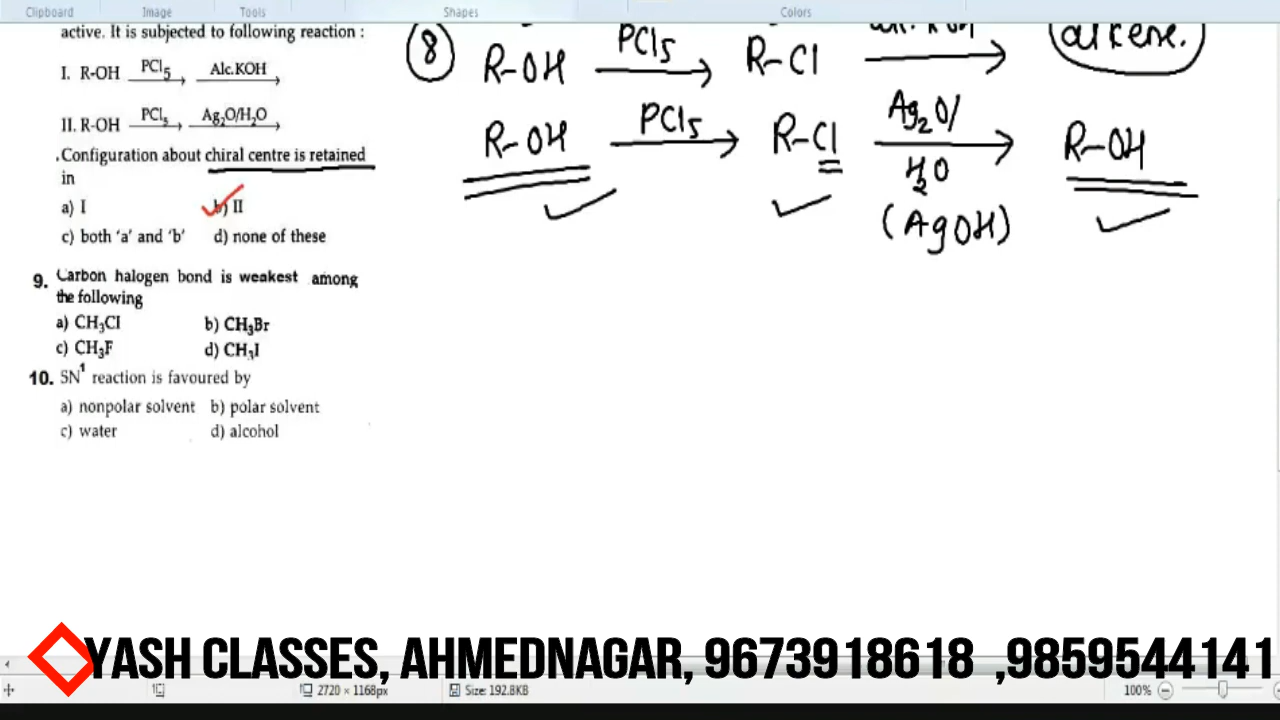 Clipboard Image Tools Shapes Colors
active. It is subjected to following reaction :
I. R-OH PCl5 Alc.KOH
II. R-OH PCl5 Ag2O/H2O
.Configuration about chiral centre is retained
in
a) I b) II
c) both ‘a’ and ‘b’ d) none of these
9. Carbon halogen bond is weakest among
the following
a) CH3Cl b) CH3Br
c) CH3F d) CH3I
10. SN1 reaction is favoured by
a) nonpolar solvent b) polar solvent
c) water d) alcohol
8 R-OH PCl5 R-Cl alkene.
R-OH PCl5 R-Cl Ag2O/ H2O (AgOH) R-OH
YASH CLASSES, AHMEDNAGAR, 9673918618 ,9859544141
2720 × 1168px Size: 192.8KB 100%